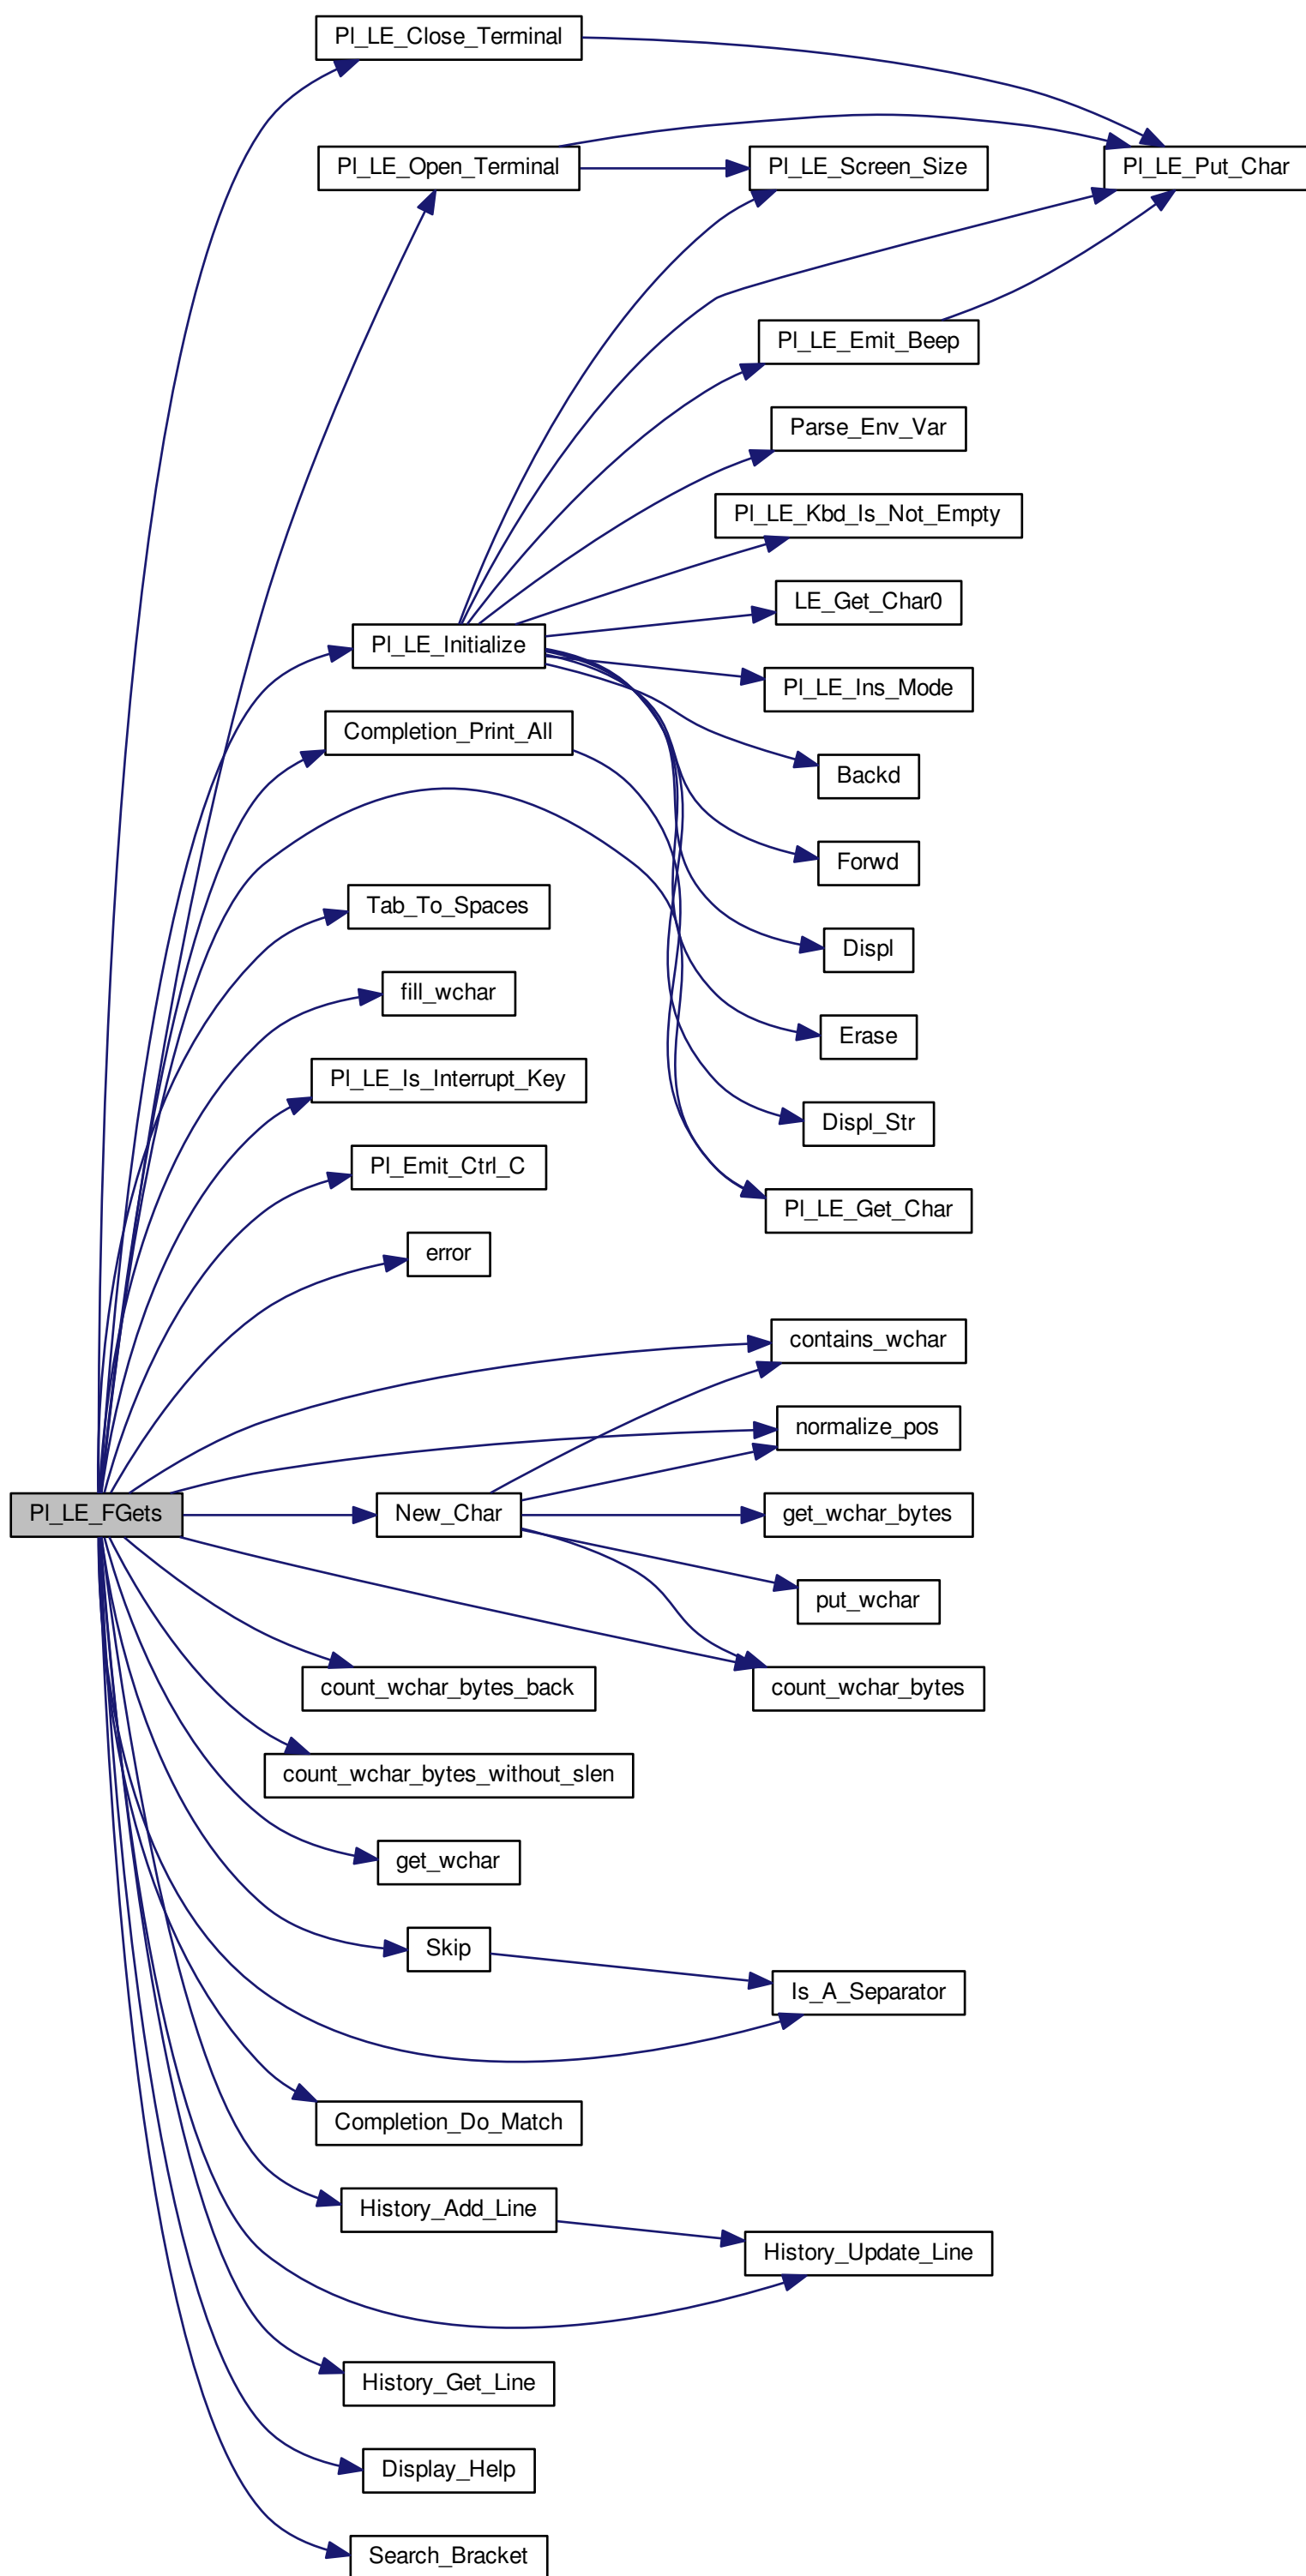 Pl_LE_Close_Terminal
Pl_LE_Open_Terminal
Pl_LE_Screen_Size
Pl_LE_Put_Char
Pl_LE_Emit_Beep
Parse_Env_Var
Pl_LE_Kbd_Is_Not_Empty
LE_Get_Char0
Pl_LE_Initialize
Pl_LE_Ins_Mode
Completion_Print_All
Backd
Forwd
Tab_To_Spaces
Displ
fill_wchar
Erase
Pl_LE_Is_Interrupt_Key
Displ_Str
Pl_Emit_Ctrl_C
Pl_LE_Get_Char
error
contains_wchar
normalize_pos
Pl_LE_FGets
New_Char
get_wchar_bytes
put_wchar
count_wchar_bytes_back
count_wchar_bytes
count_wchar_bytes_without_slen
get_wchar
Skip
Is_A_Separator
Completion_Do_Match
History_Add_Line
History_Update_Line
History_Get_Line
Display_Help
Search_Bracket